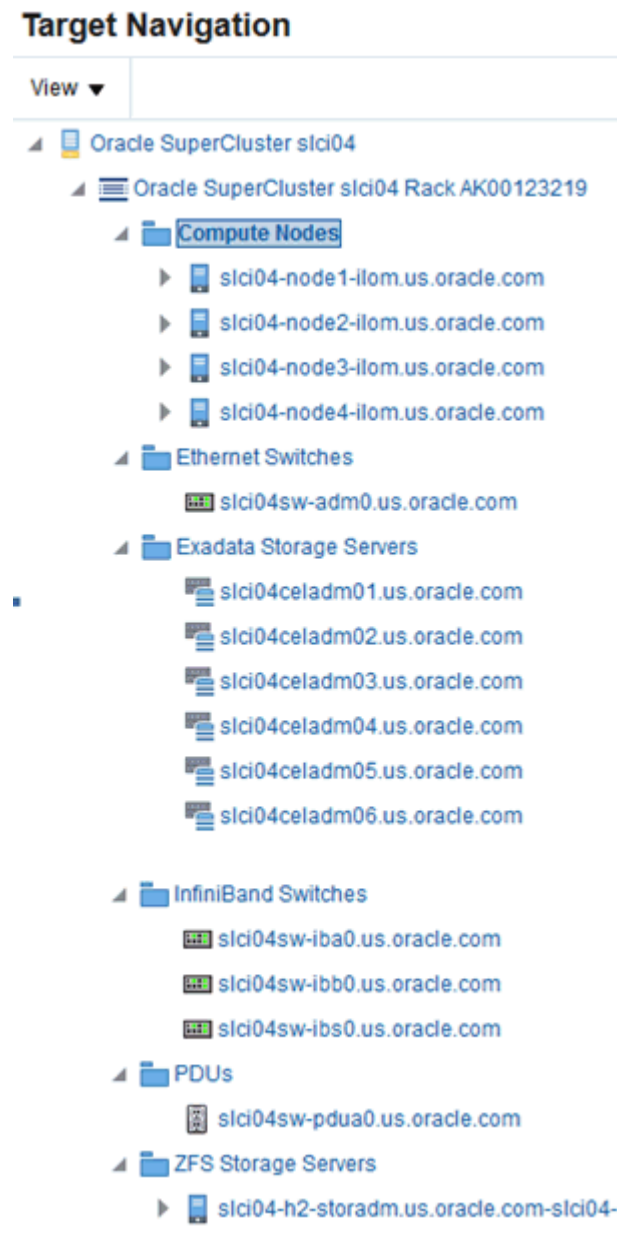 Target Navigation
View
Oracle SuperCluster slci04
Oracle SuperCluster slci04 Rack AK00123219
Compute Nodes
slci04-node1-ilom.us.oracle.com
slci04-node2-ilom.us.oracle.com
slci04-node3-ilom.us.oracle.com
slci04-node4-ilom.us.oracle.com
Ethernet Switches
slci04sw-adm0.us.oracle.com
Exadata Storage Servers
slci04celadm01.us.oracle.com
slci04celadm02.us.oracle.com
slci04celadm03.us.oracle.com
slci04celadm04.us.oracle.com
slci04celadm05.us.oracle.com
slci04celadm06.us.oracle.com
InfiniBand Switches
slci04sw-iba0.us.oracle.com
slci04sw-ibb0.us.oracle.com
slci04sw-ibs0.us.oracle.com
PDUs
slci04sw-pdua0.us.oracle.com
ZFS Storage Servers
slci04-h2-storadm.us.oracle.com-slci04-